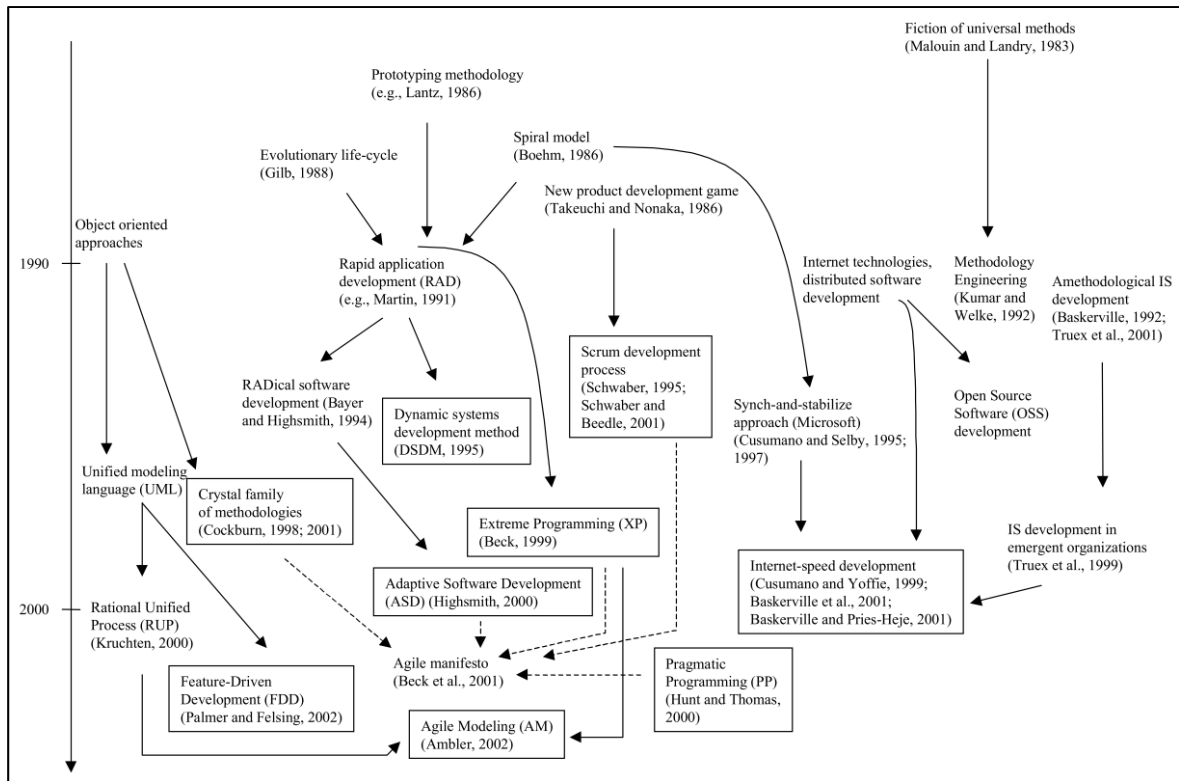 Fiction of universal methods
(Malouin and Landry, 1983)
Prototyping methodology
(e.g., Lantz, 1986)
Spiral model
(Boehm, 1986)
Evolutionary life-cycle
(Gilb, 1988)
New product development game
(Takeuchi and Nonaka, 1986)
Object oriented
approaches
1990
Rapid application
development (RAD)
(e.g., Martin, 1991)
Internet technologies,
distributed software
development
Methodology
Engineering
(Kumar and
Welke, 1992)
Amethodological IS
development
(Baskerville, 1992;
Truex et al., 2001)
RADical software
development (Bayer
and Highsmith, 1994)
Dynamic systems
development method
(DSDM, 1995)
Scrum development
process
(Schwaber, 1995;
Schwaber and
Beedle, 2001)
Synch-and-stabilize
approach (Microsoft)
(Cusumano and Selby, 1995;
1997)
Open Source
Software (OSS)
development
Unified modeling
language (UML)
Crystal family
of methodologies
(Cockburn, 1998; 2001)
Extreme Programming (XP)
(Beck, 1999)
IS development in
emergent organizations
(Truex et al., 1999)
Adaptive Software Development
(ASD) (Highsmith, 2000)
Internet-speed development
(Cusumano and Yoffie, 1999;
Baskerville et al., 2001;
Baskerville and Pries-Heje, 2001)
2000
Rational Unified
Process (RUP)
(Kruchten, 2000)
Agile manifesto
(Beck et al., 2001)
Pragmatic
Programming (PP)
(Hunt and Thomas,
2000)
Feature-Driven
Development (FDD)
(Palmer and Felsing, 2002)
Agile Modeling (AM)
(Ambler, 2002)